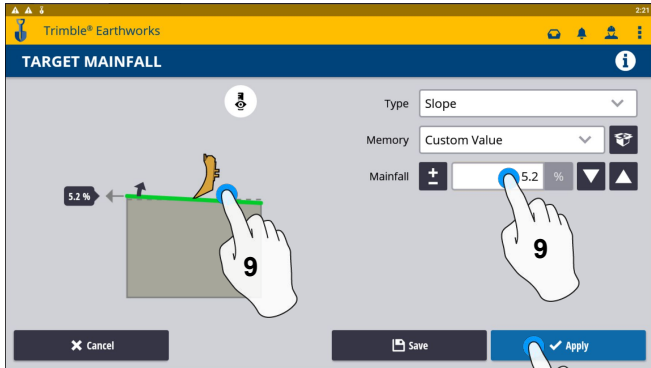 2:21
Trimble® Earthworks
TARGET MAINFALL
Type Slope
Memory Custom Value
Mainfall ± 5.2 %
5.2 %
9
9
Cancel
Save
Apply